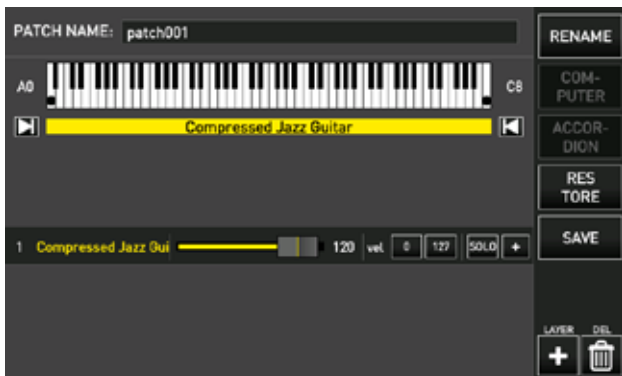 PATCH NAME: patch001
RENAME
A0
C8
COM-
PUTER
Compressed Jazz Guitar
ACCOR-
DION
RES
TORE
1 Compressed Jazz Gui 120 vel. 0 127 SOLO +
SAVE
LAYER DEL
+